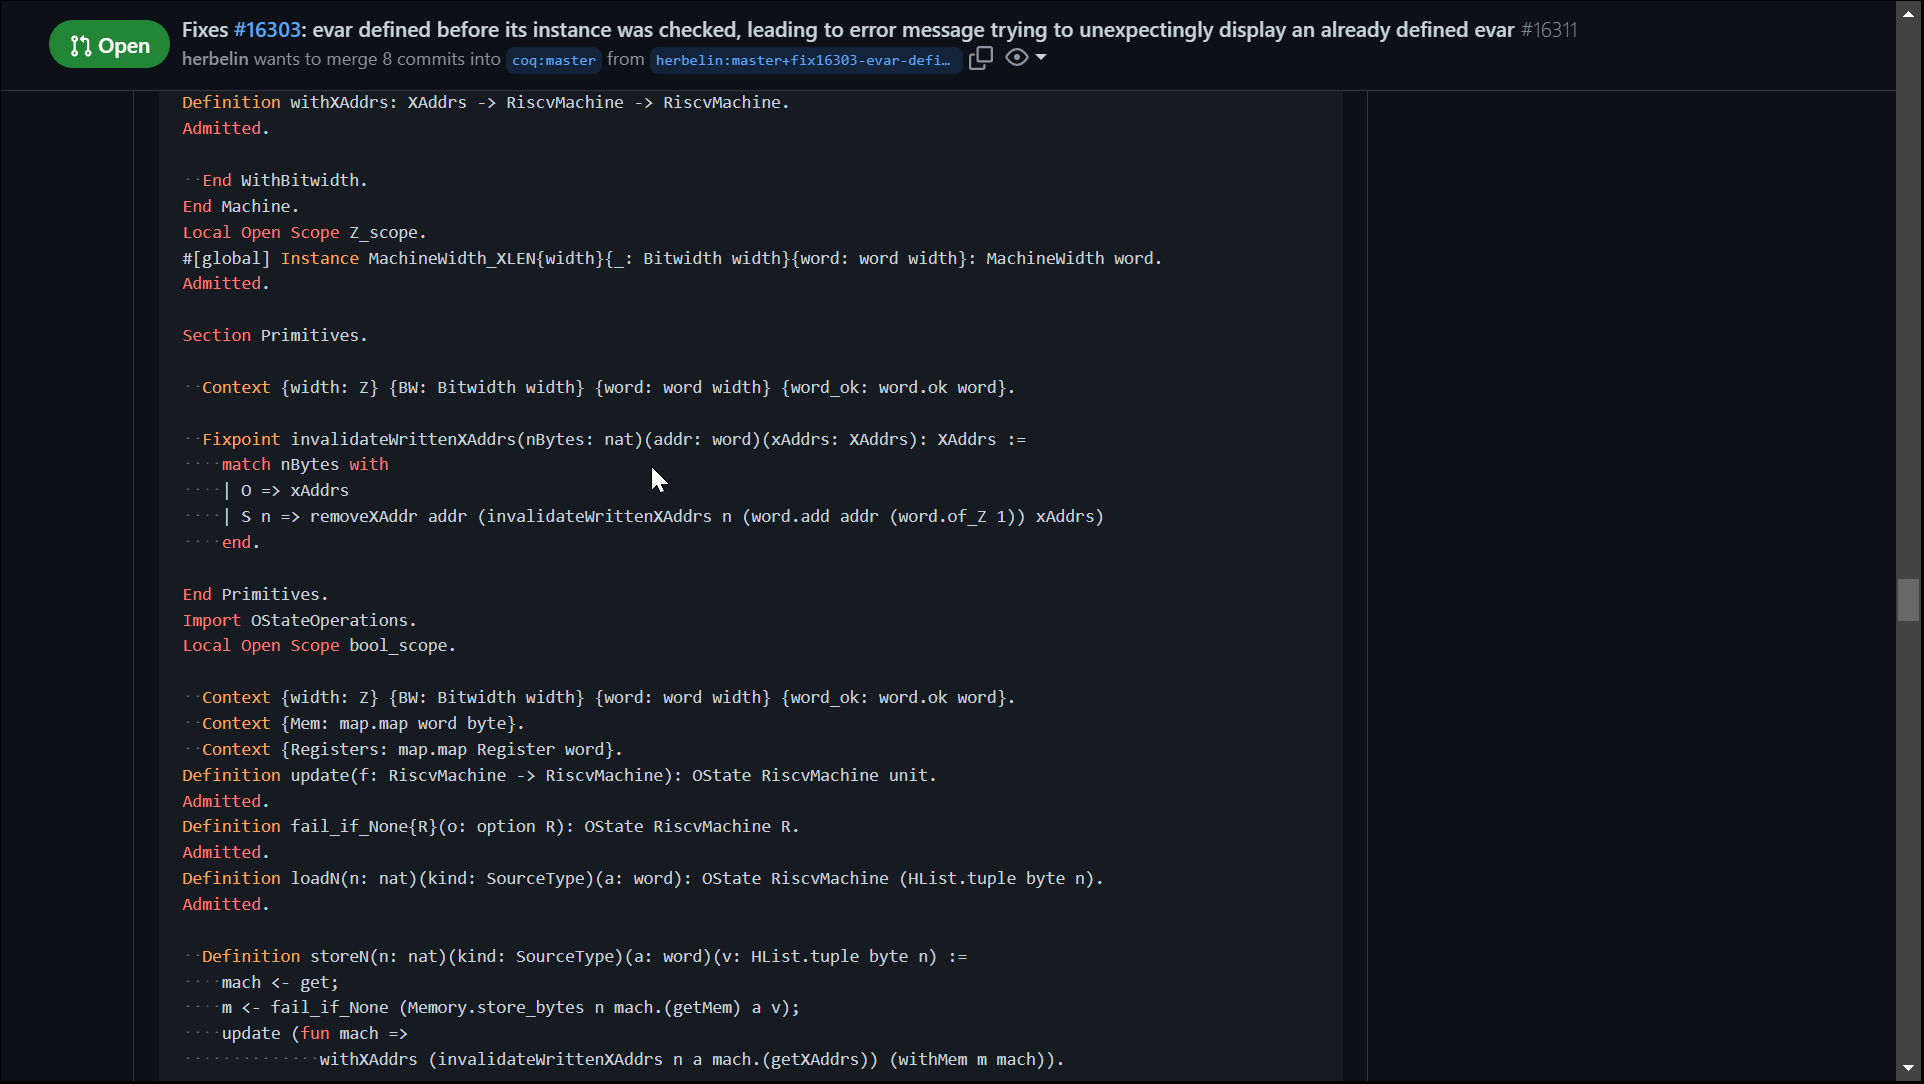 Open
Fixes #16303: evar defined before its instance was checked, leading to error message trying to unexpectingly display an already defined evar #16311
herbelin wants to merge 8 commits into coq:master from herbelin:master+fix16303-evar-defi…
Definition withXAddrs: XAddrs -> RiscvMachine -> RiscvMachine.
Admitted.
··End WithBitwidth.
End Machine.
Local Open Scope Z_scope.
#[global] Instance MachineWidth_XLEN{width}{_: Bitwidth width}{word: word width}: MachineWidth word.
Admitted.
Section Primitives.
··Context {width: Z} {BW: Bitwidth width} {word: word width} {word_ok: word.ok word}.
··Fixpoint invalidateWrittenXAddrs(nBytes: nat)(addr: word)(xAddrs: XAddrs): XAddrs :=
····match nBytes with
····| O => xAddrs
····| S n => removeXAddr addr (invalidateWrittenXAddrs n (word.add addr (word.of_Z 1)) xAddrs)
····end.
End Primitives.
Import OStateOperations.
Local Open Scope bool_scope.
··Context {width: Z} {BW: Bitwidth width} {word: word width} {word_ok: word.ok word}.
··Context {Mem: map.map word byte}.
··Context {Registers: map.map Register word}.
Definition update(f: RiscvMachine -> RiscvMachine): OState RiscvMachine unit.
Admitted.
Definition fail_if_None{R}(o: option R): OState RiscvMachine R.
Admitted.
Definition loadN(n: nat)(kind: SourceType)(a: word): OState RiscvMachine (HList.tuple byte n).
Admitted.
··Definition storeN(n: nat)(kind: SourceType)(a: word)(v: HList.tuple byte n) :=
····mach <- get;
····m <- fail_if_None (Memory.store_bytes n mach.(getMem) a v);
····update (fun mach =>
··············withXAddrs (invalidateWrittenXAddrs n a mach.(getXAddrs)) (withMem m mach)).